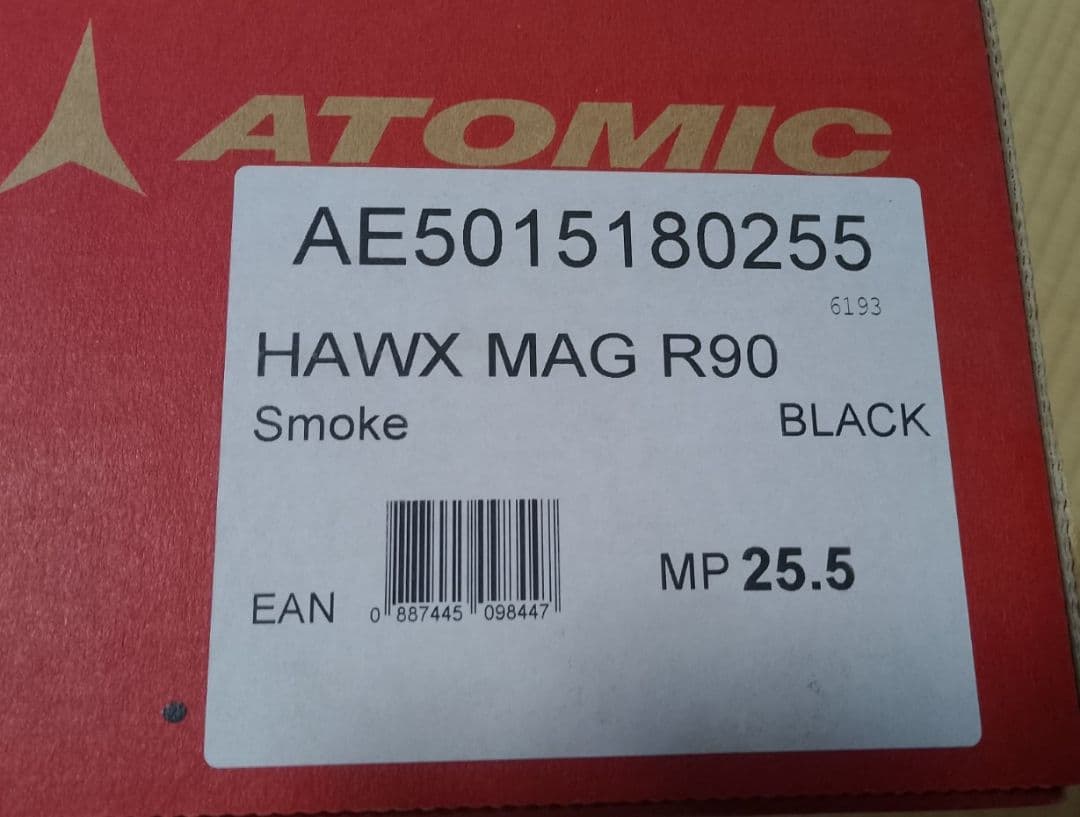 ATOMIC
AE5015180255
6193
HAWX MAG R90
Smoke BLACK
MP 25.5
EAN 0 887445 098447